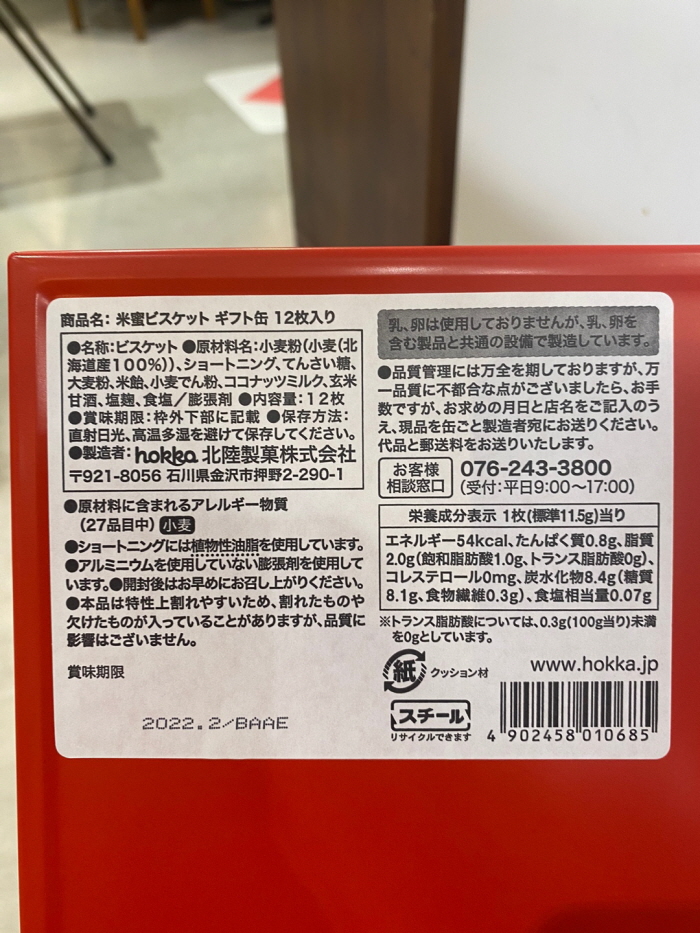 商品名: 米蜜ビスケット ギフト缶 12枚入り
●名称:ビスケット ●原材料名:小麦粉(小麦(北
海道産100%))、ショートニング、てんさい糖、
大麦粉、米飴、小麦でん粉、ココナッツミルク、玄米
甘酒、塩麹、食塩/膨張剤 ●内容量:12枚
●賞味期限:枠外下部に記載 ●保存方法:
直射日光、高温多湿を避けて保存してください。
●製造者:hokka 北陸製菓株式会社
〒921-8056 石川県金沢市押野2-290-1
●原材料に含まれるアレルギー物質
(27品目中) 小麦
●ショートニングには植物性油脂を使用しています。
●アルミニウムを使用していない膨張剤を使用して
います。●開封後はお早めにお召し上がりください。
●本品は特性上割れやすいため、割れたものや
欠けたものが入っていることがありますが、品質に
影響はございません。
賞味期限
2022.2/BAAE
乳、卵は使用しておりませんが、乳、卵を
含む製品と共通の設備で製造しています。
●品質管理には万全を期しておりますが、万
一品質に不都合な点がございましたら、お手
数ですが、お求めの月日と店名をご記入のう
え、現品を缶ごと製造者宛にお送りください。
代品と郵送料をお送りいたします。
お客様
相談窓口
076-243-3800
(受付:平日9:00〜17:00)
栄養成分表示 1枚(標準11.5g)当り
エネルギー54kcal、たんぱく質0.8g、脂質
2.0g(飽和脂肪酸1.0g、トランス脂肪酸0g)、
コレステロール0mg、炭水化物8.4g(糖質
8.1g、食物繊維0.3g)、食塩相当量0.07g
※トランス脂肪酸については、0.3g(100g当り)未満
を0gとしています。
紙 クッション材
www.hokka.jp
スチール
リサイクルできます
4 902458 010685